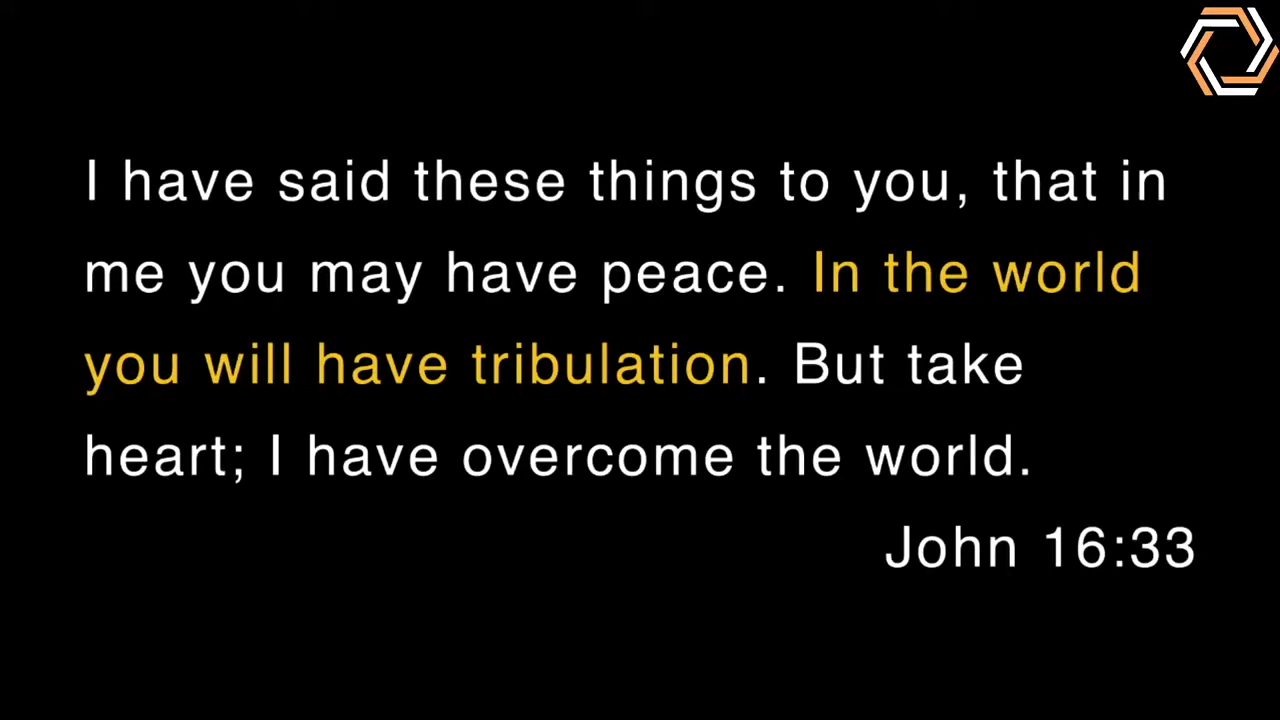 I have said these things to you, that in
me you may have peace. In the world
you will have tribulation. But take
heart; I have overcome the world.
John 16:33